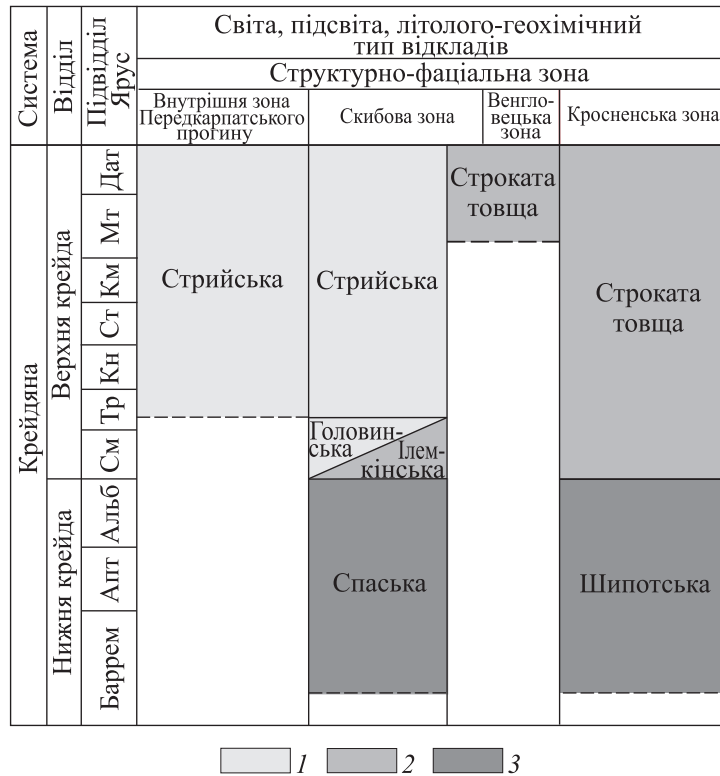 Система
Відділ
Підвідділ
Ярус
Світа, підсвіта, літолого-геохімічний
тип відкладів
Структурно-фаціальна зона
Внутрішня зона
Передкарпатського
прогину
Скибова зона
Венгло-
вецька
зона
Кросненська зона
Крейдяна
Верхня крейда
Нижня крейда
Дат
Мт
Км
Ст
Кн
Тр
См
Альб
Апт
Баррем
Стрийська
Стрийська
Строката
товща
Строката
товща
Головин-
ська
Ілем-
кінська
Спаська
Шипотська
1
2
3